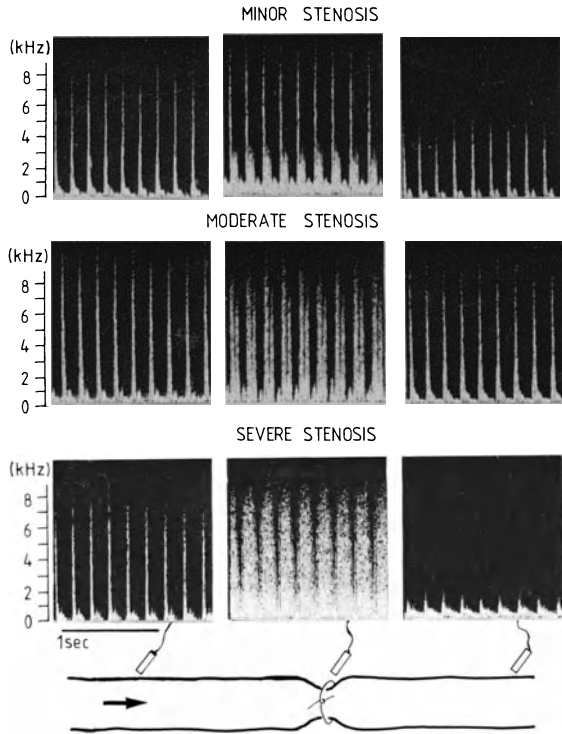 MINOR STENOSIS
(kHz)
8
6
4
2
0
MODERATE STENOSIS
(kHz)
8
6
4
2
0
SEVERE STENOSIS
(kHz)
8
6
4
2
0
1sec